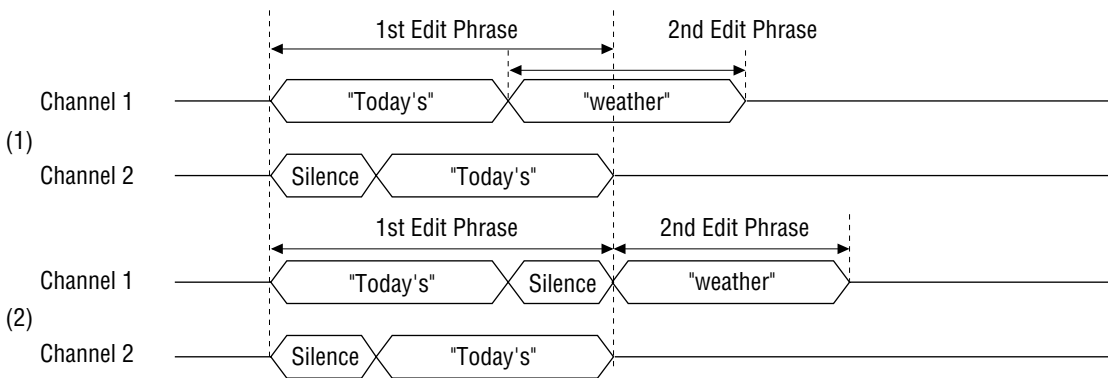 1st Edit Phrase 2nd Edit Phrase
Channel 1 "Today's" "weather"
(1)
Channel 2 Silence "Today's"
1st Edit Phrase 2nd Edit Phrase
Channel 1 "Today's" Silence "weather"
(2)
Channel 2 Silence "Today's"